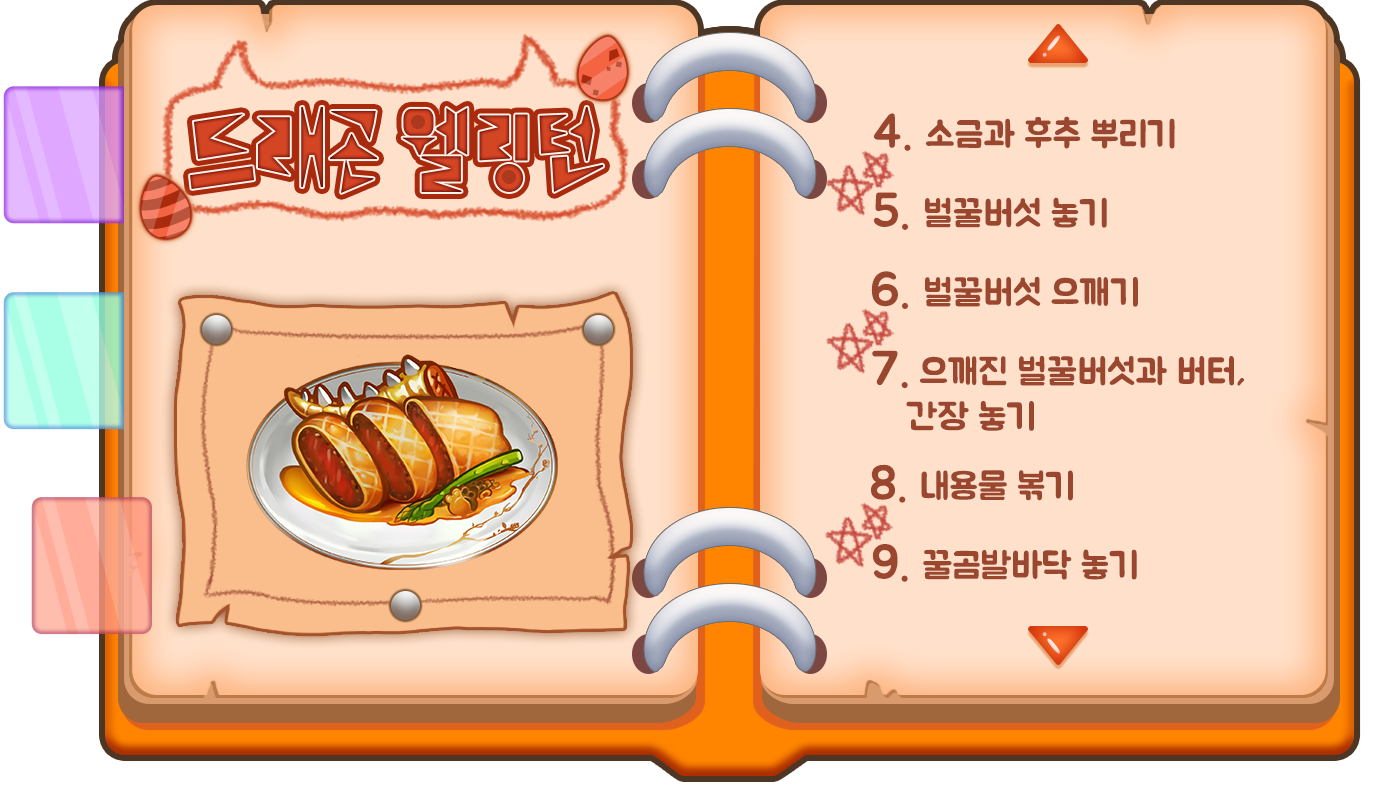 드래곤 웰링턴
4. 소금과 후추 뿌리기
5. 벌꿀버섯 놓기
6. 벌꿀버섯 으깨기
7. 으깨진 벌꿀버섯과 버터,
간장 놓기
8. 내용물 볶기
9. 꿀곰발바닥 놓기